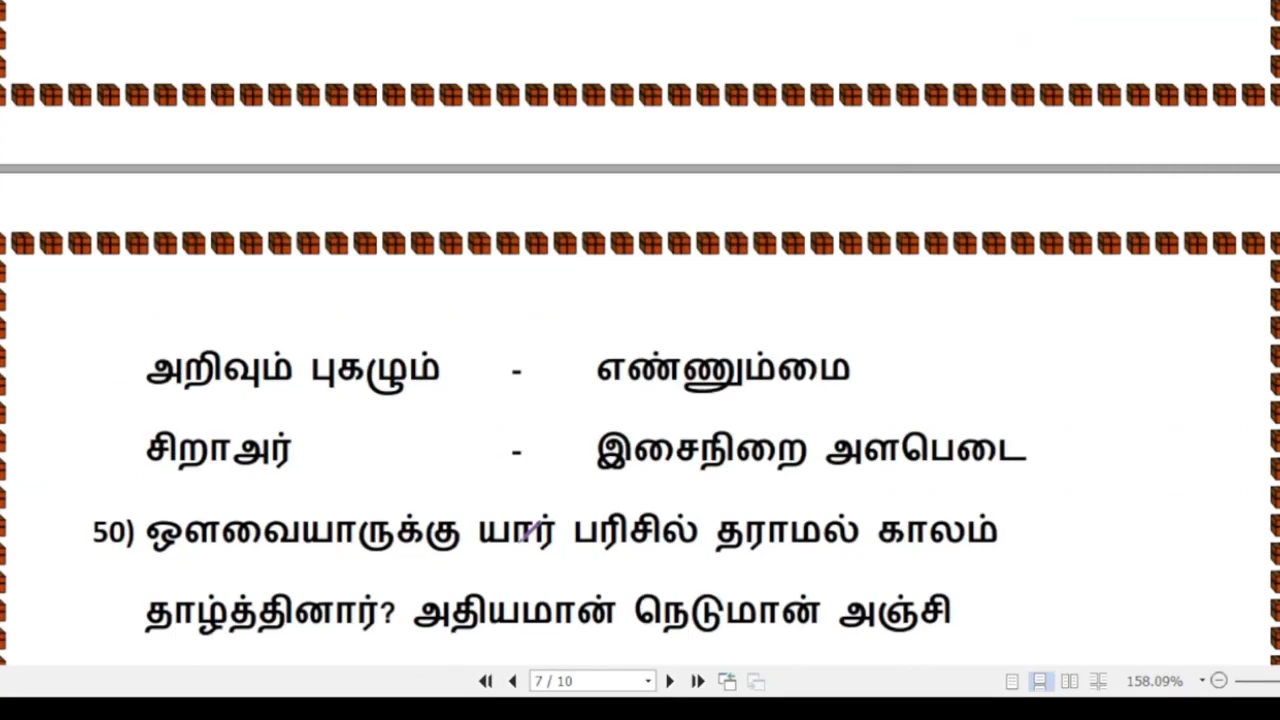 அறிவும் புகழும் - எண்ணும்மை
சிறாஅர் - இசைநிறை அளபெடை
50) ஔவையாருக்கு யார் பரிசில் தராமல் காலம்
தாழ்த்தினார்? அதியமான் நெடுமான் அஞ்சி
7 / 10 158.09%